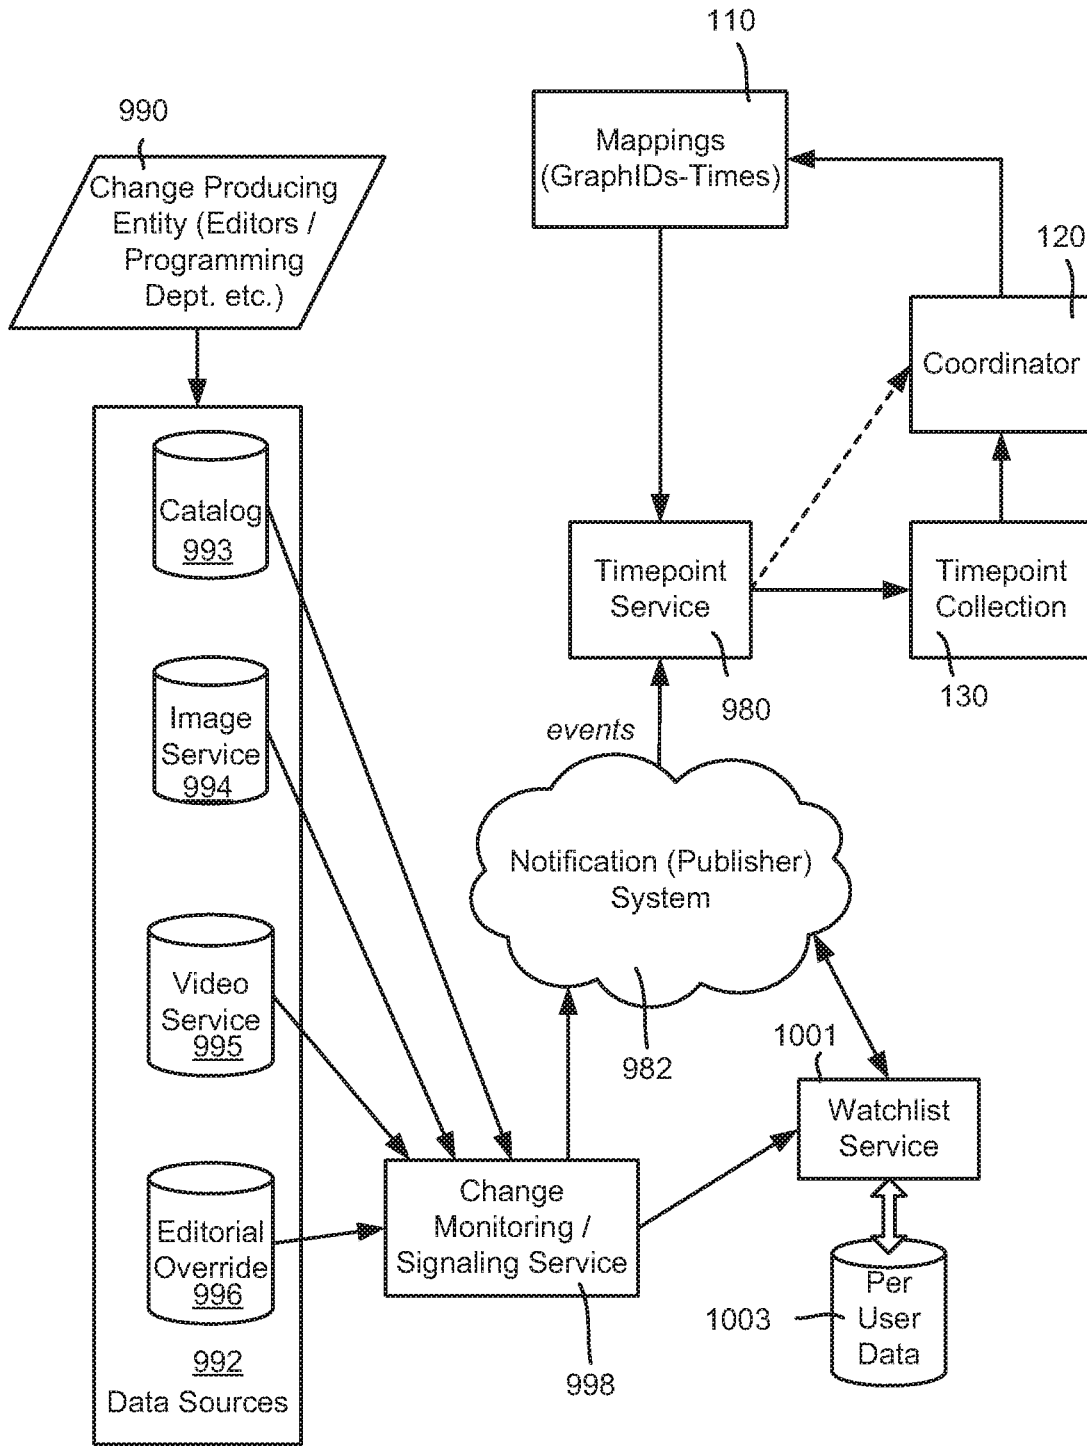 110
990
Mappings
(GraphIDs-Times)
Change Producing
Entity (Editors /
Programming
Dept. etc.)
120
Coordinator
Catalog
993
Timepoint
Service
Timepoint
Collection
980
130
Image
Service
994
events
Notification (Publisher)
System
Video
Service
995
982
1001
Watchlist
Service
Change
Monitoring /
Signaling Service
Editorial
Override
996
Per
User
Data
1003
992
Data Sources
998